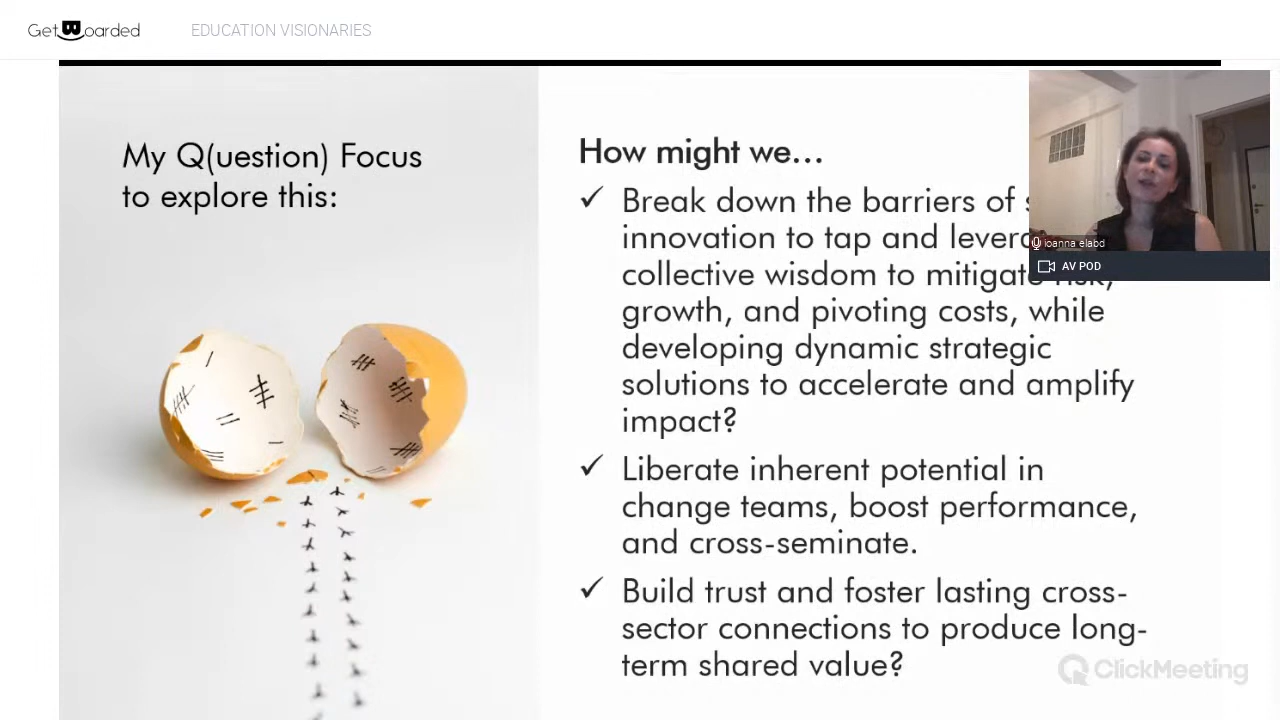 GetBoarded
EDUCATION VISIONARIES
My Q(uestion) Focus
to explore this:
How might we...
✓ Break down the barriers of
innovation to tap and
collective wisdom to mitigate risk,
growth, and pivoting costs, while
developing dynamic strategic
solutions to accelerate and amplify
impact?
✓ Liberate inherent potential in
change teams, boost performance,
and cross-seminate.
✓ Build trust and foster lasting cross-
sector connections to produce long-
term shared value?
ioanna elabd
AV POD
ClickMeeting